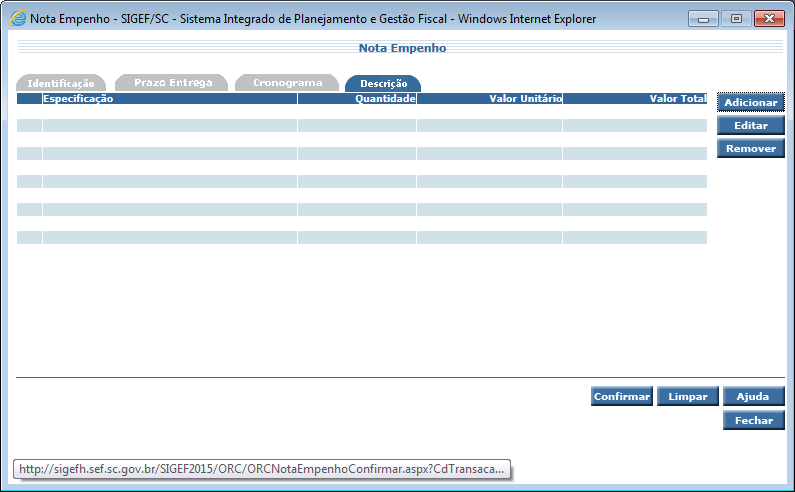 Nota Empenho - SIGEF/SC - Sistema Integrado de Planejamento e Gestão Fiscal - Windows Internet Explorer
Nota Empenho
Identificação Prazo Entrega Cronograma Descrição
Especificação Quantidade Valor Unitário Valor Total
Adicionar
Editar
Remover
Confirmar Limpar Ajuda
Fechar
http://sigefh.sef.sc.gov.br/SIGEF2015/ORC/ORCNotaEmpenhoConfirmar.aspx?CdTransaca...